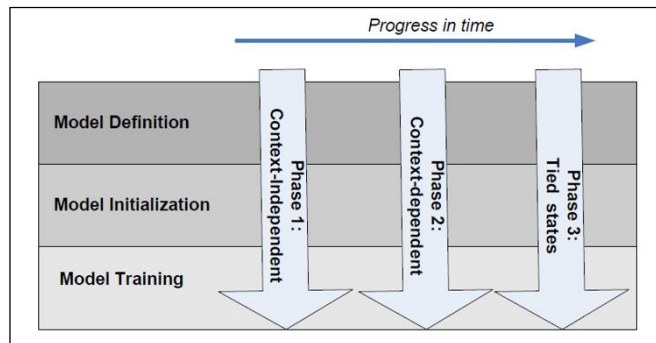 Progress in time
Model Definition
Model Initialization
Model Training
Phase 1:
Context-Independent
Phase 2:
Context-dependent
Phase 3:
Tied states